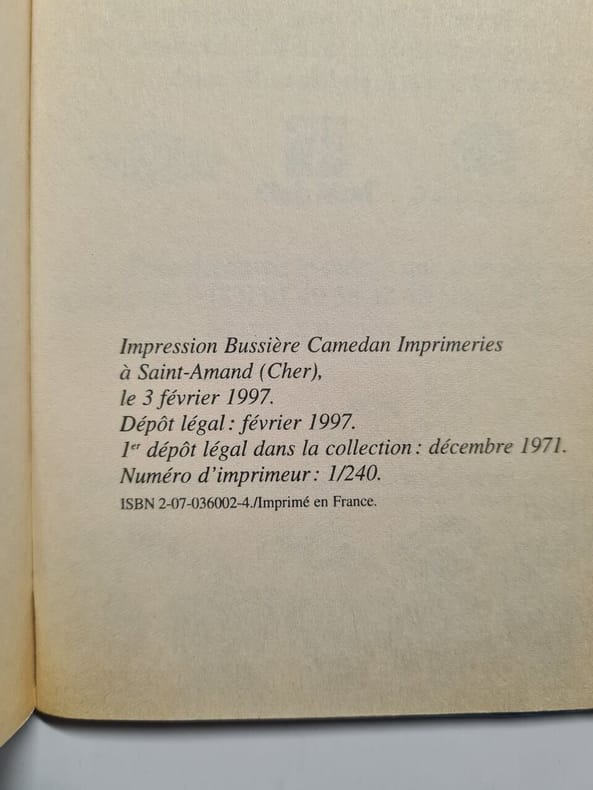 Impression Bussière Camedan Imprimeries
à Saint-Amand (Cher),
le 3 février 1997.
Dépôt légal : février 1997.
1er dépôt légal dans la collection : décembre 1971.
Numéro d'imprimeur : 1/240.
ISBN 2-07-036002-4./Imprimé en France.